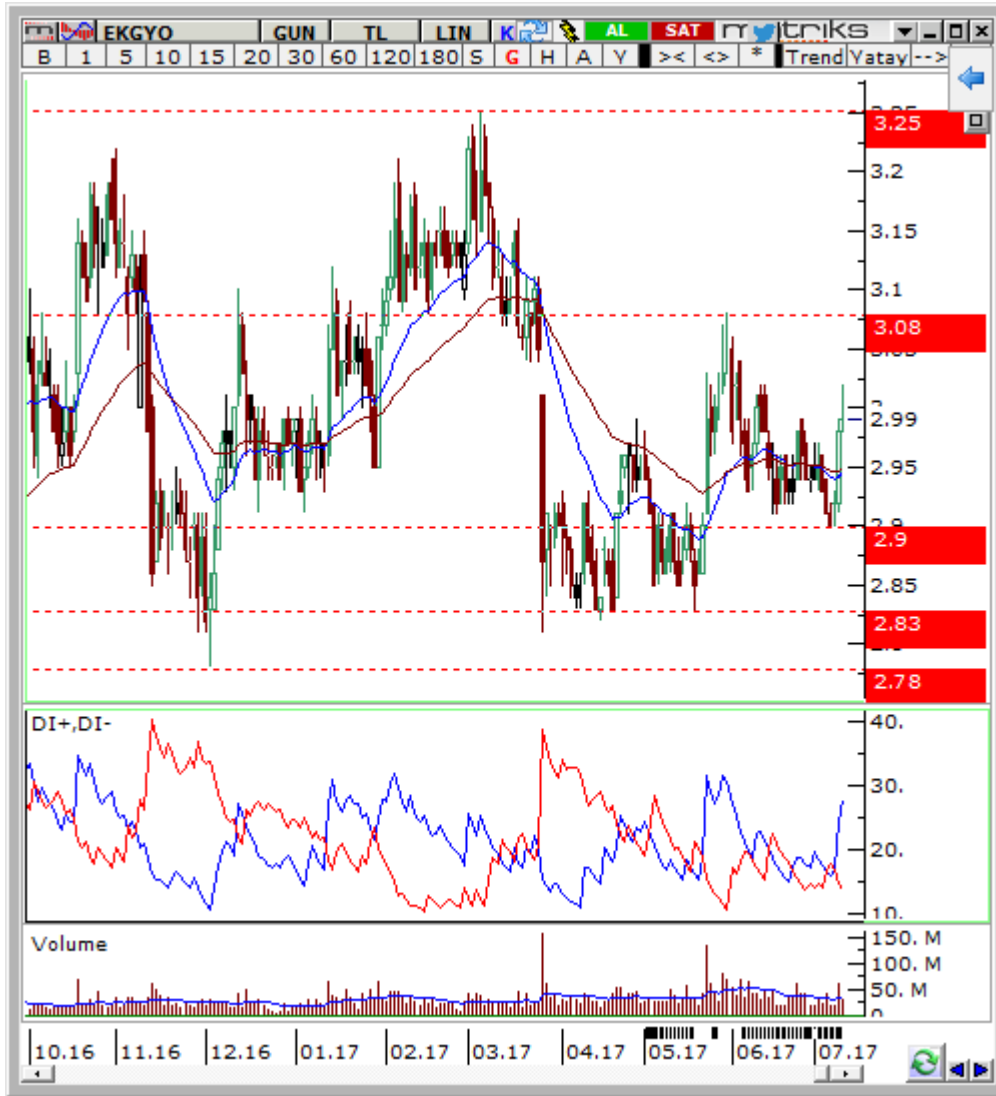 EKGYO GUN TL LIN K AL SAT matriks
B 1 5 10 15 20 30 60 120 180 S G H A Y >< <> * Trend Yatay -->
3.25
3.2
3.15
3.1
3.08
2.99
2.95
2.9
2.9
2.85
2.83
2.78
DI+,DI-
40.
30.
20.
10.
Volume
150. M
100. M
50. M
0
10.16 11.16 12.16 01.17 02.17 03.17 04.17 05.17 06.17 07.17